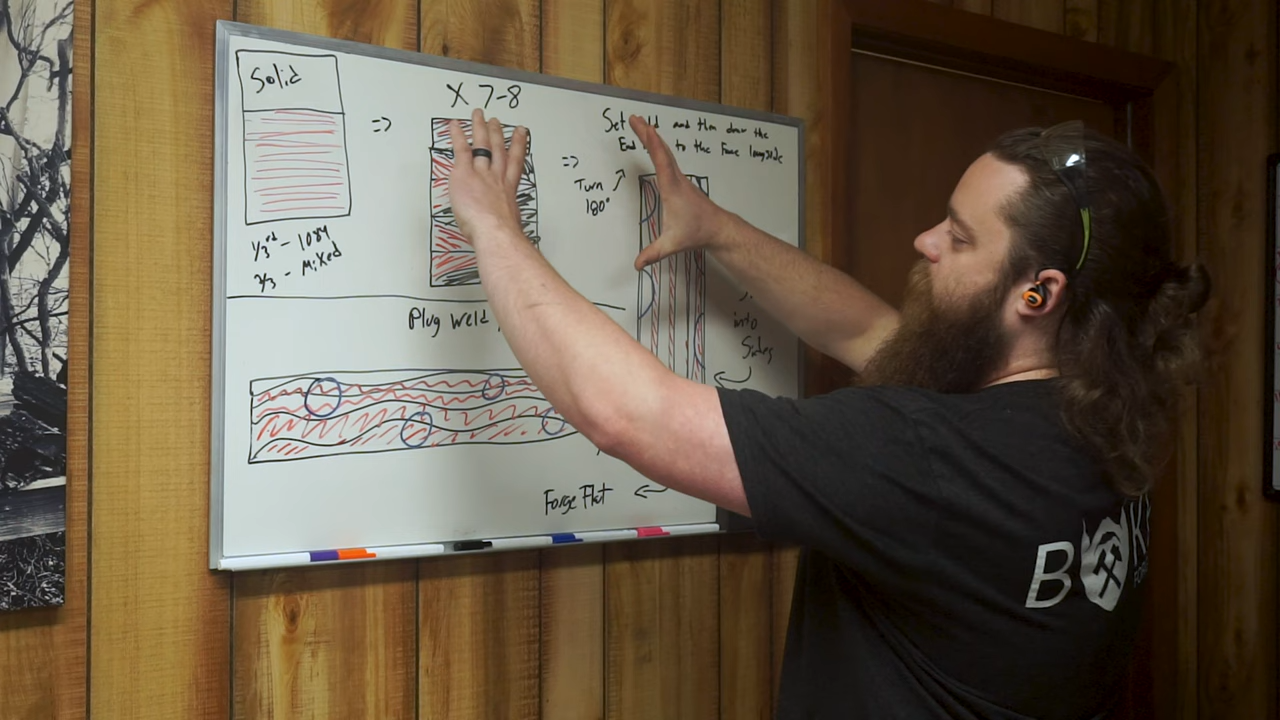 Solid
=>
X 7-8
=>
Set and then draw the
End to the Face longside
Turn
180°
1/3rd - 1084
2/3 - Mixed
into
Sides
Plug Weld
Forge Flat
B